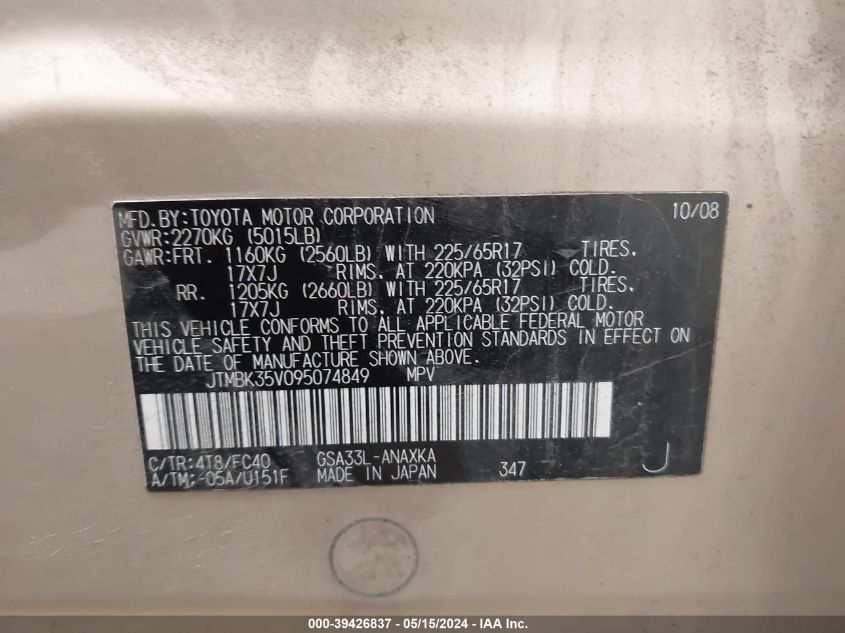 MFD.BY:TOYOTA MOTOR CORPORATION 10/08
GVWR:2270KG (5015LB)
GAWR:FRT. 1160KG (2560LB) WITH 225/65R17 TIRES,
17X7J RIMS, AT 220KPA (32PSI) COLD.
RR. 1205KG (2660LB) WITH 225/65R17 TIRES,
17X7J RIMS, AT 220KPA (32PSI) COLD.
THIS VEHICLE CONFORMS TO ALL APPLICABLE FEDERAL MOTOR
VEHICLE SAFETY AND THEFT PREVENTION STANDARDS IN EFFECT ON
THE DATE OF MANUFACTURE SHOWN ABOVE.
JTMBK35V095074849 MPV
C/TR:4T8/FC40 GSA33L-ANAXKA
A/TM:-05A/U151F MADE IN JAPAN 347 J
000-39426837 - 05/15/2024 - IAA Inc.